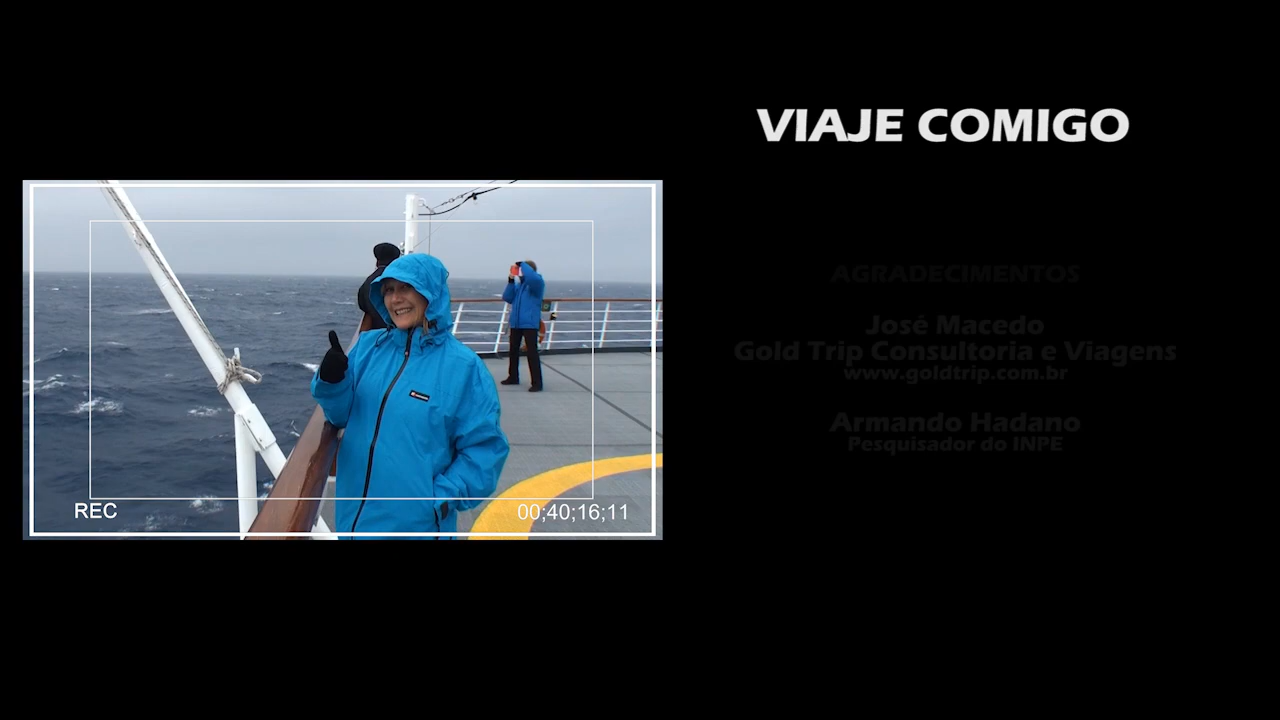 VIAJE COMIGO
AGRADECIMENTOS
José Macedo
Gold Trip Consultoria e Viagens
www.goldtrip.com.br
Armando Hadano
Pesquisador do INPE
REC
00;40;16;11